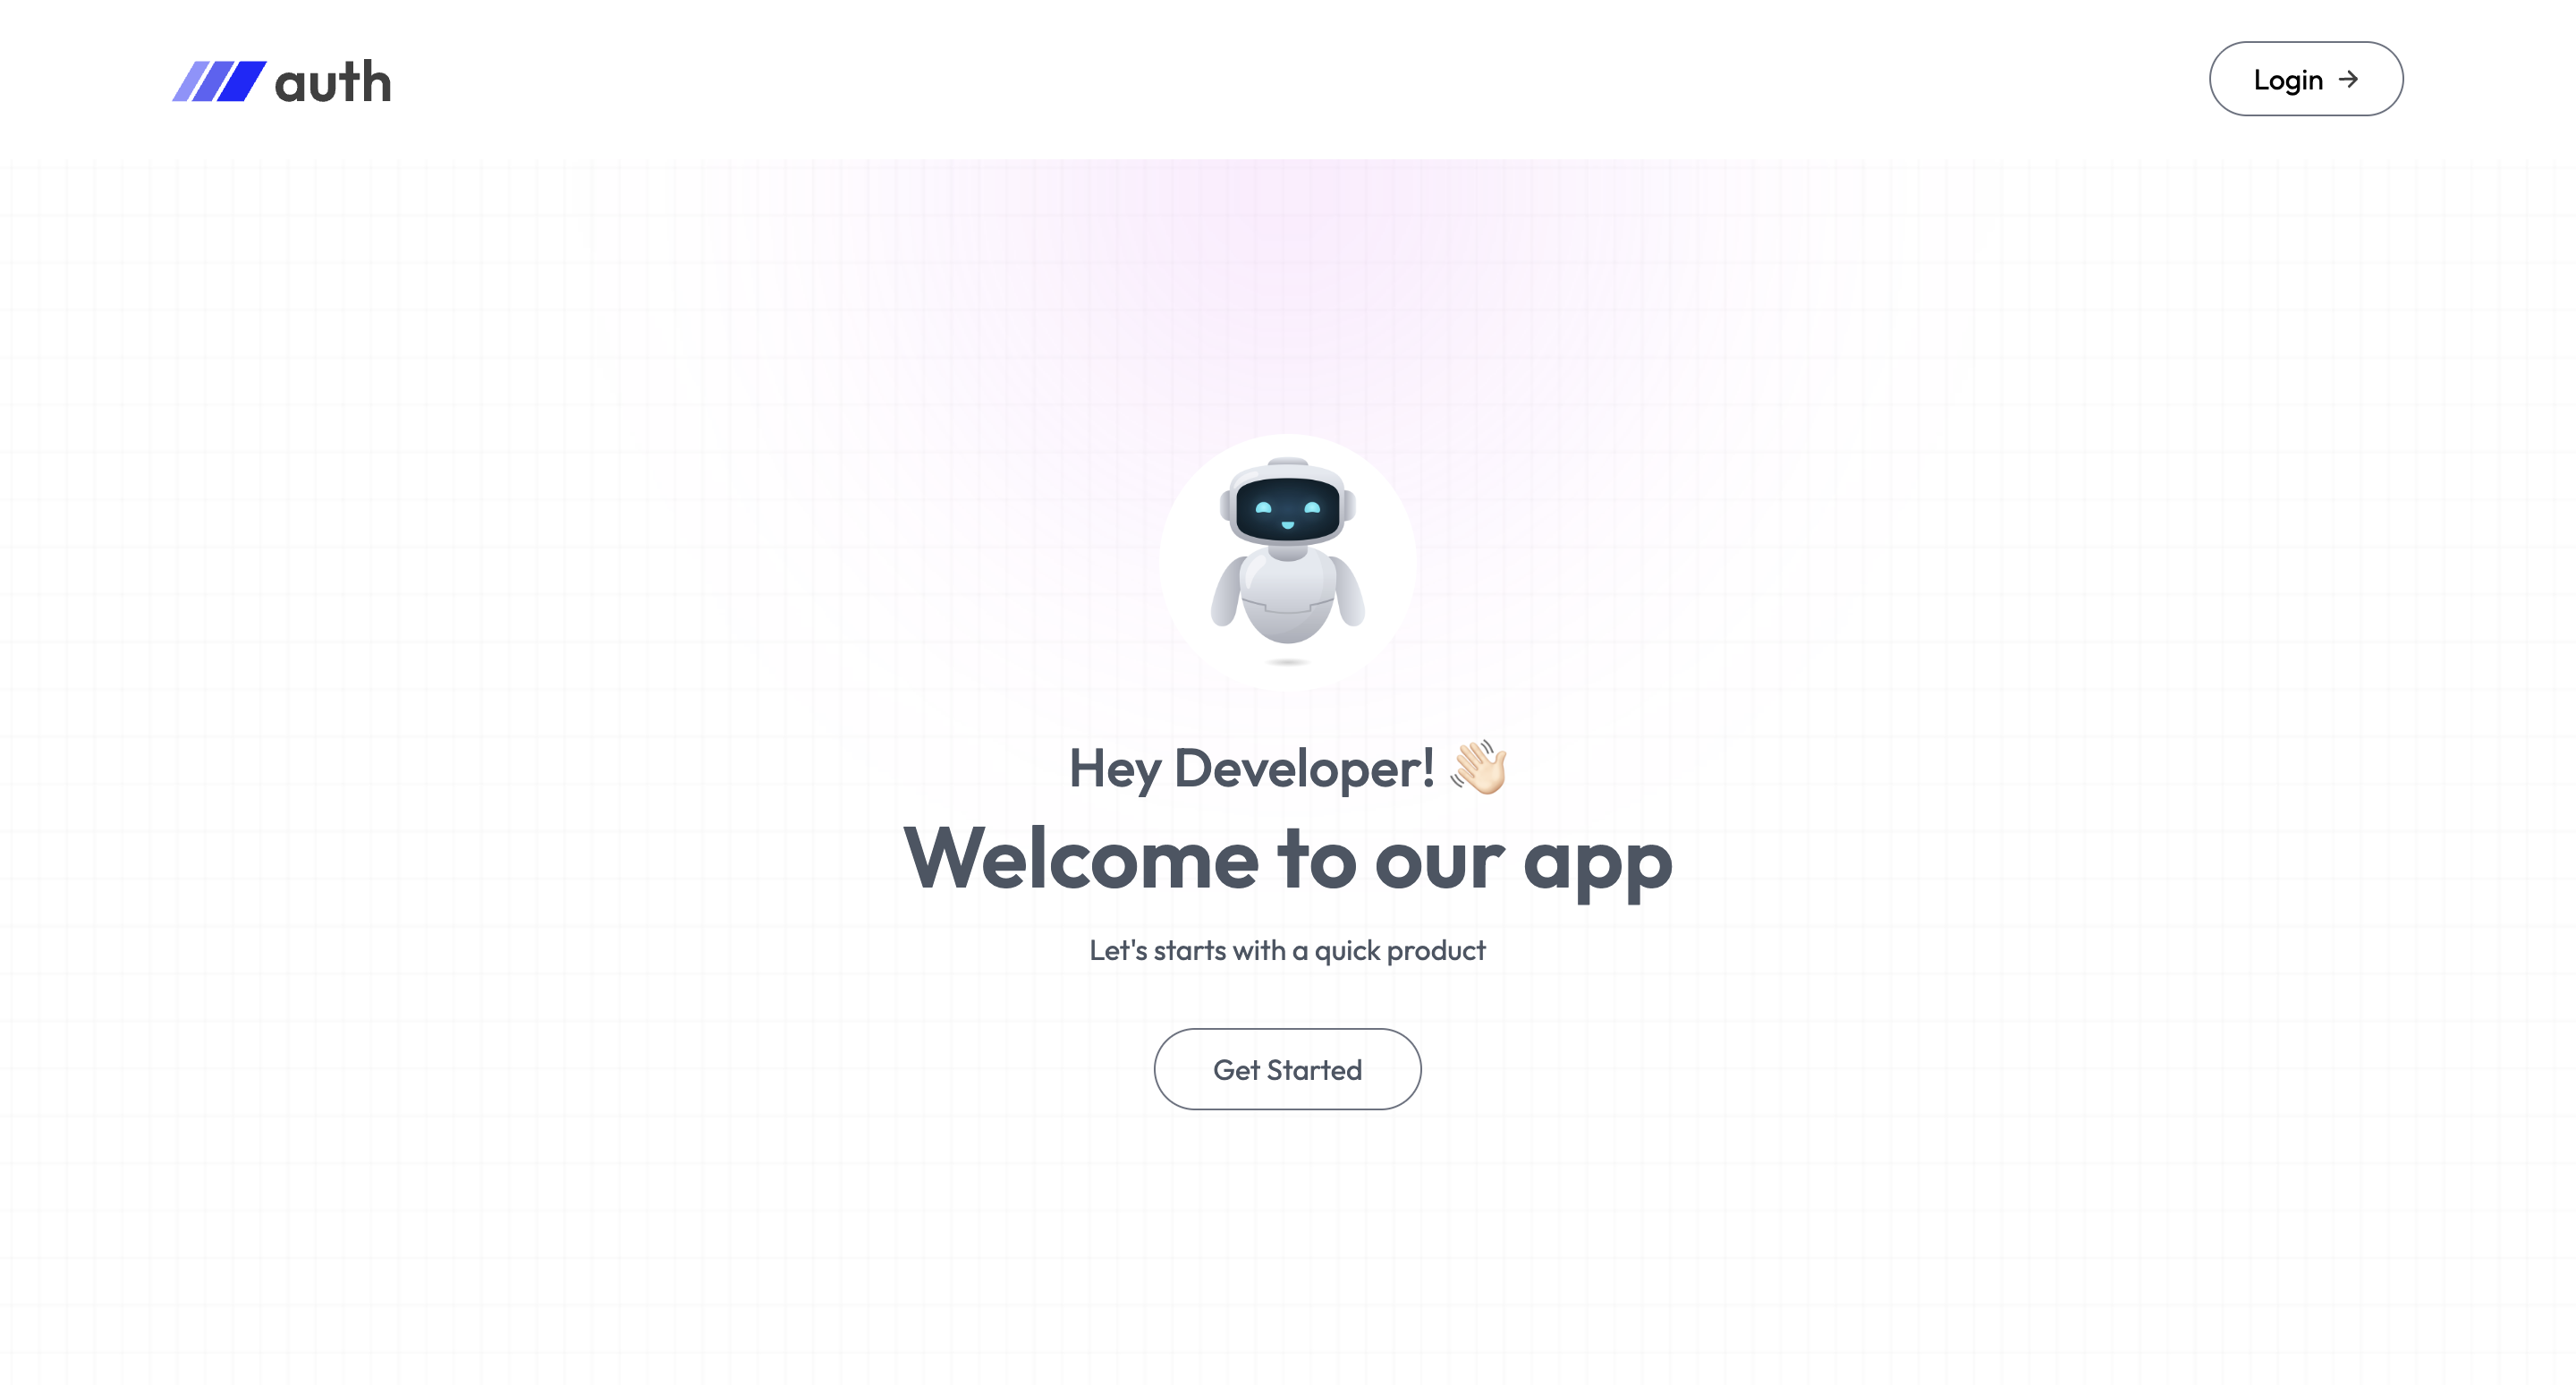 auth
Login
Hey Developer! 👋🏻
Welcome to our app
Let's starts with a quick product
Get Started